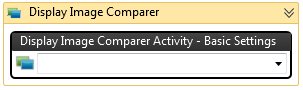 Display Image Comparer
Display Image Comparer Activity - Basic Settings